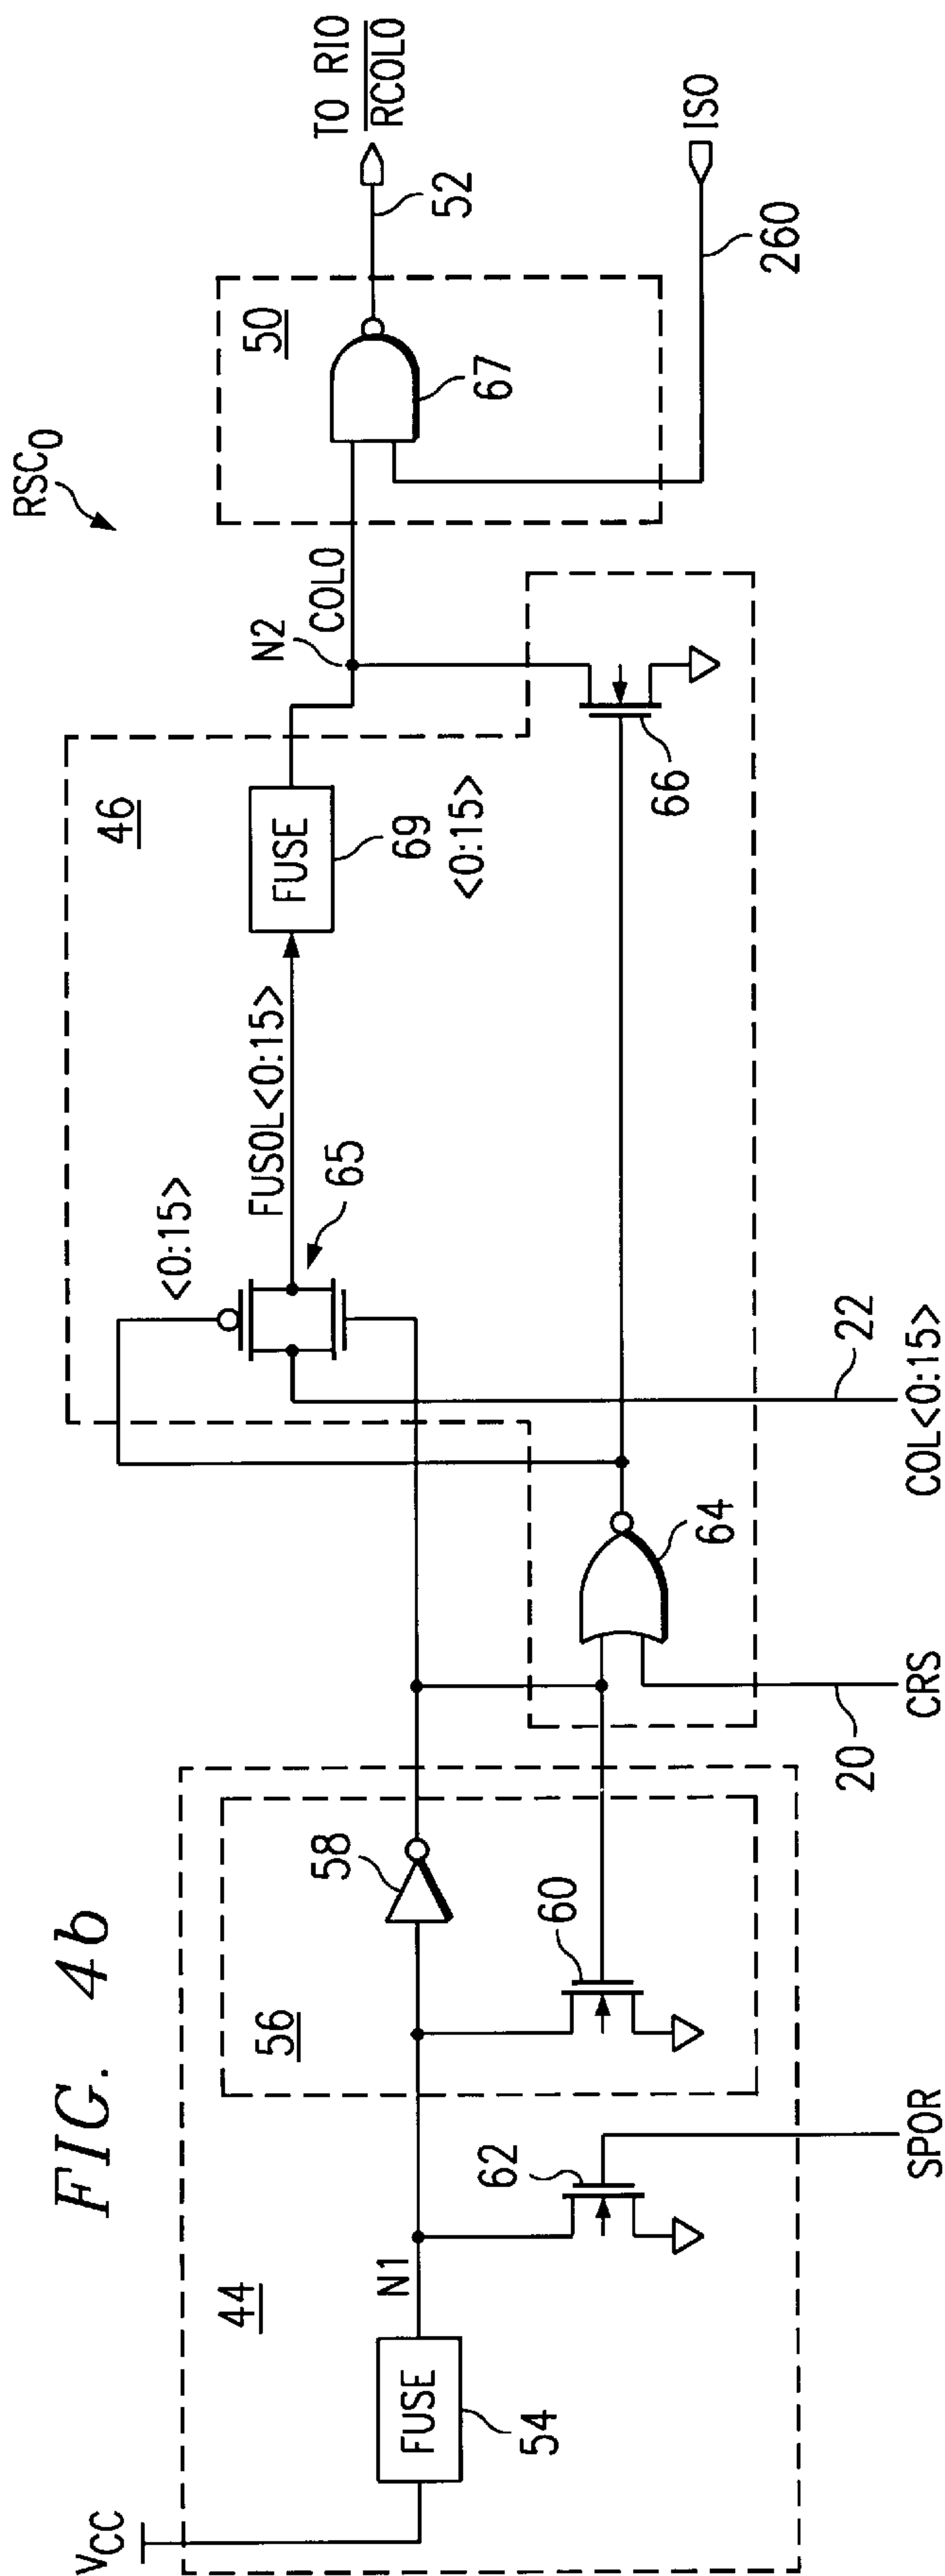 FIG. 4b
RSC0
VCC
44
FUSE
54
N1
62
SPOR
56
58
60
20
CRS
64
22
COL<0:15>
<0:15>
65
FUSOL<0:15>
46
FUSE
69
<0:15>
66
N2
COLO
50
67
52
TO RIO
RCOLO
260
ISO